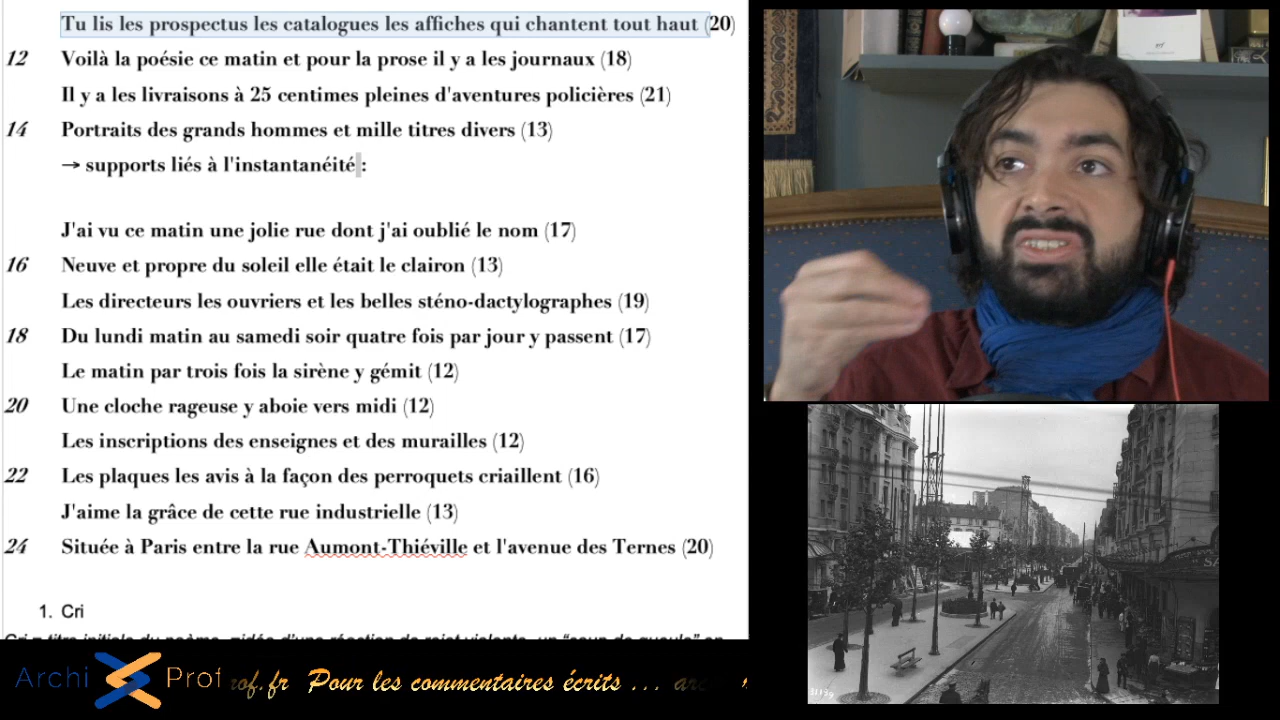 Tu lis les prospectus les catalogues les affiches qui chantent tout haut (20)
12 Voilà la poésie ce matin et pour la prose il y a les journaux (18)
Il y a les livraisons à 25 centimes pleines d'aventures policières (21)
14 Portraits des grands hommes et mille titres divers (13)
→ supports liés à l'instantanéité :
J'ai vu ce matin une jolie rue dont j'ai oublié le nom (17)
16 Neuve et propre du soleil elle était le clairon (13)
Les directeurs les ouvriers et les belles sténo-dactylographes (19)
18 Du lundi matin au samedi soir quatre fois par jour y passent (17)
Le matin par trois fois la sirène y gémit (12)
20 Une cloche rageuse y aboie vers midi (12)
Les inscriptions des enseignes et des murailles (12)
22 Les plaques les avis à la façon des perroquets criaillent (16)
J'aime la grâce de cette rue industrielle (13)
24 Située à Paris entre la rue Aumont-Thiéville et l'avenue des Ternes (20)
1. Cri
Archi Prof
rof.fr Pour les commentaires écrits ... arc